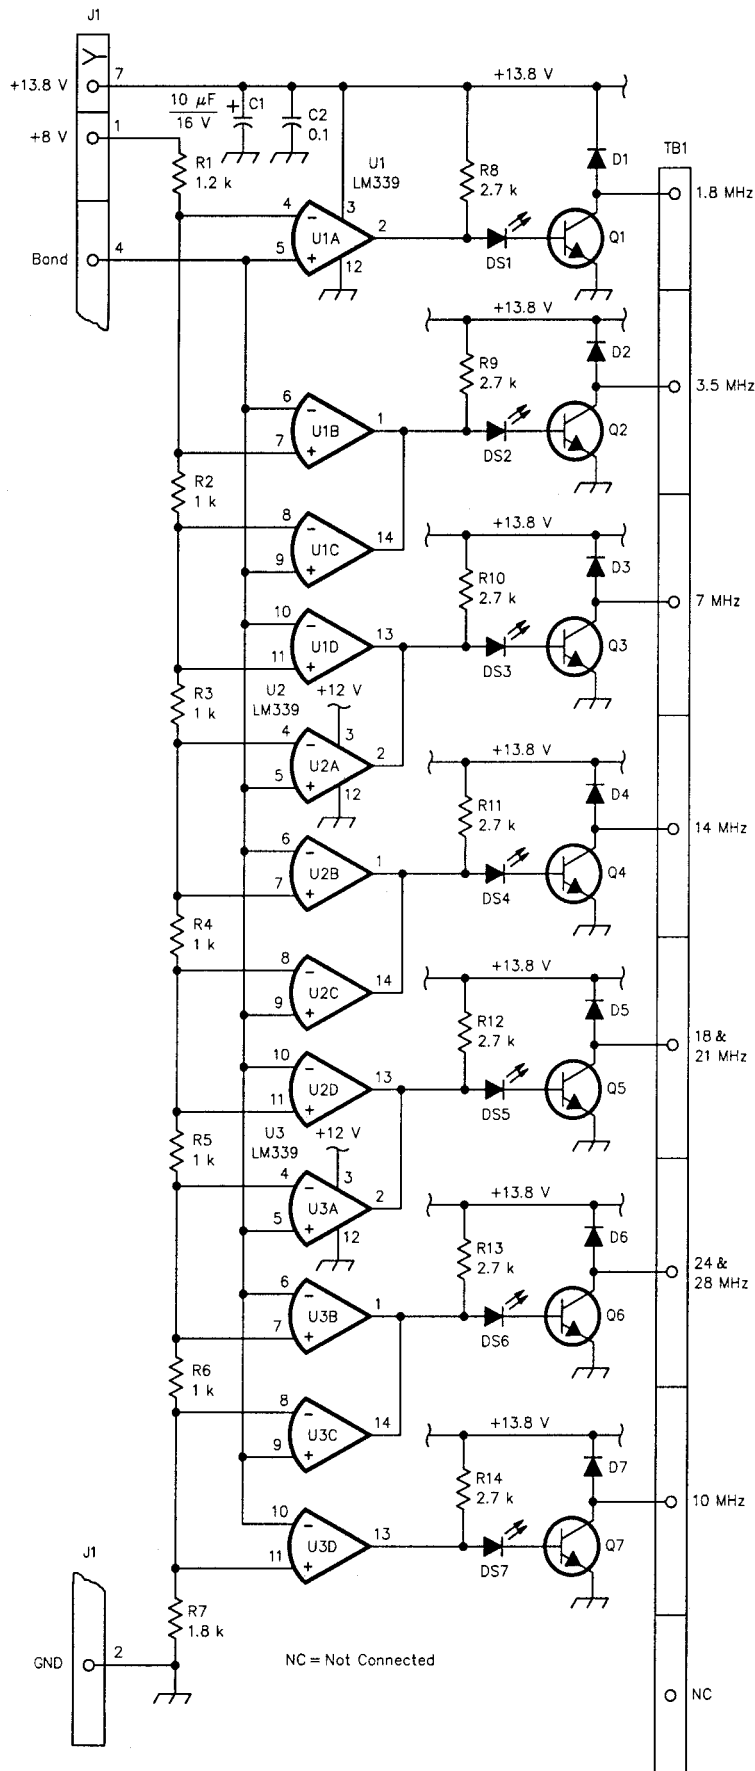 J1
Y
+13.8 V
7
+13.8 V
10 µF
16 V
+
C1
C2
0.1
+8 V
1
R1
1.2 k
U1
LM339
R8
2.7 k
D1
TB1
1.8 MHz
4
−
3
U1A
2
Band
4
5
+
12
DS1
Q1
+13.8 V
R9
2.7 k
D2
3.5 MHz
6
−
U1B
1
7
+
DS2
Q2
R2
1 k
8
−
U1C
14
9
+
+13.8 V
R10
2.7 k
D3
7 MHz
10
−
U1D
13
11
+
DS3
Q3
R3
1 k
U2
LM339
+12 V
4
−
3
U2A
2
5
+
12
+13.8 V
R11
2.7 k
D4
14 MHz
6
−
U2B
1
7
+
DS4
Q4
R4
1 k
8
−
U2C
14
9
+
+13.8 V
R12
2.7 k
D5
18 &
21 MHz
10
−
U2D
13
11
+
DS5
Q5
R5
1 k
U3
LM339
+12 V
4
−
3
U3A
2
5
+
12
+13.8 V
R13
2.7 k
D6
24 &
28 MHz
6
−
U3B
1
7
+
DS6
Q6
R6
1 k
8
−
U3C
14
9
+
+13.8 V
R14
2.7 k
D7
10 MHz
10
−
U3D
13
11
+
DS7
Q7
J1
R7
1.8 k
GND
2
NC = Not Connected
NC